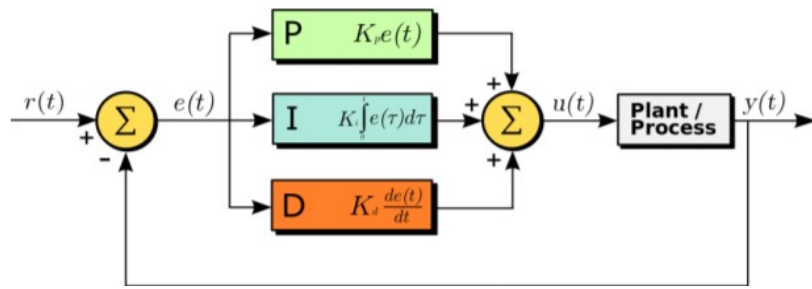 P K_p e(t)
r(t)
Σ
e(t)
I K_i ∫_0^t e(τ)dτ
Σ
u(t)
Plant /
Process
y(t)
+
-
+
+
+
D K_d de(t)/dt